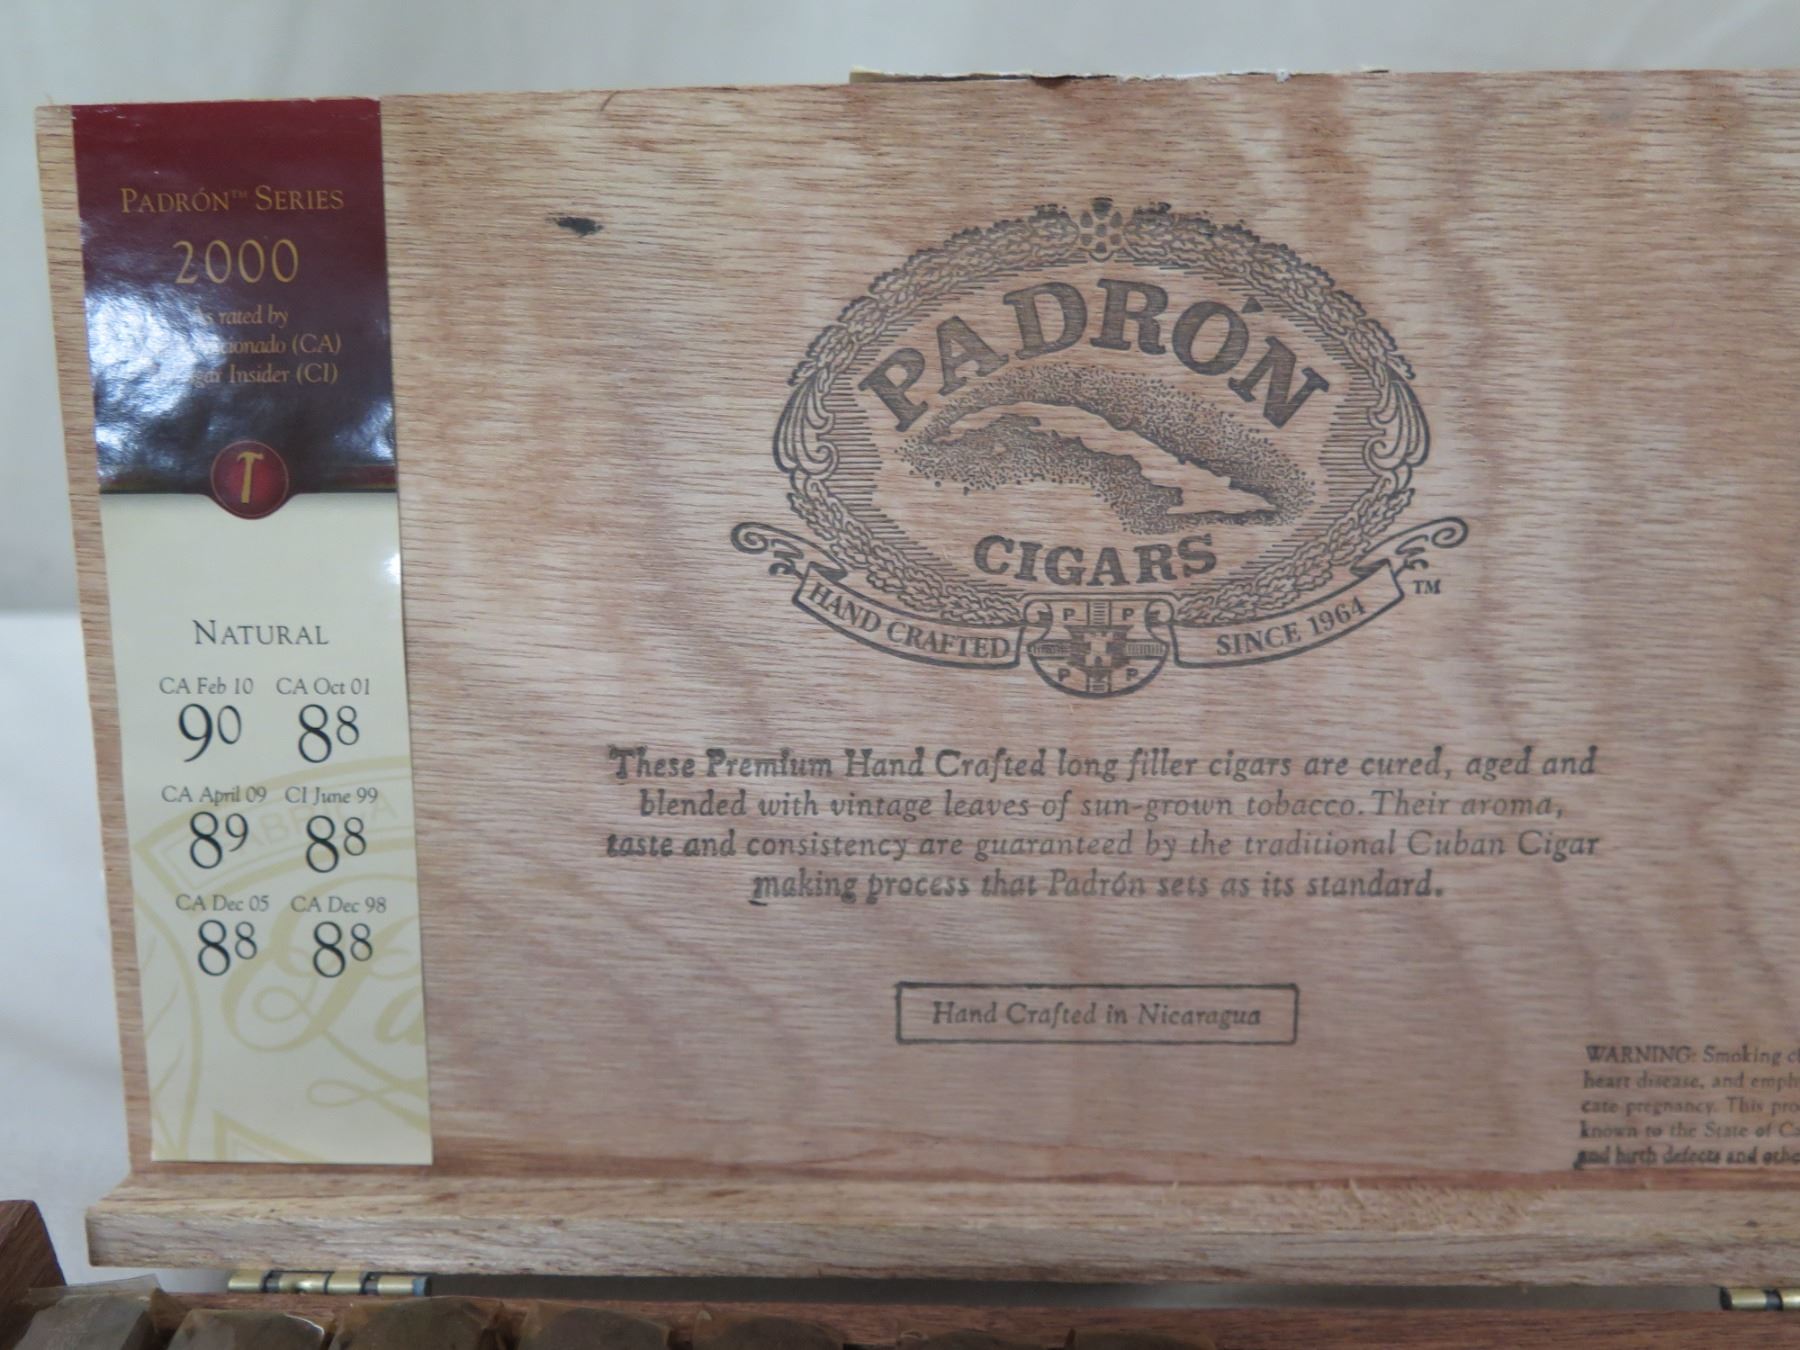 PADRÓN™ SERIES
2000
As rated by
(CA)
Insider (CI)
NATURAL
CA Feb 10 CA Oct 01
90 88
CA April 09 CI June 99
89 88
CA Dec 05 CA Dec 98
88 88
PADRÓN
CIGARS
HAND CRAFTED
SINCE 1964
TM
P P
P P
These Premium Hand Crafted long filler cigars are cured, aged and
blended with vintage leaves of sun-grown tobacco. Their aroma,
taste and consistency are guaranteed by the traditional Cuban Cigar
making process that Padrón sets as its standard.
Hand Crafted in Nicaragua
WARNING: Smoking
heart disease, and
cate pregnancy. This
known to the State of
and birth defects and